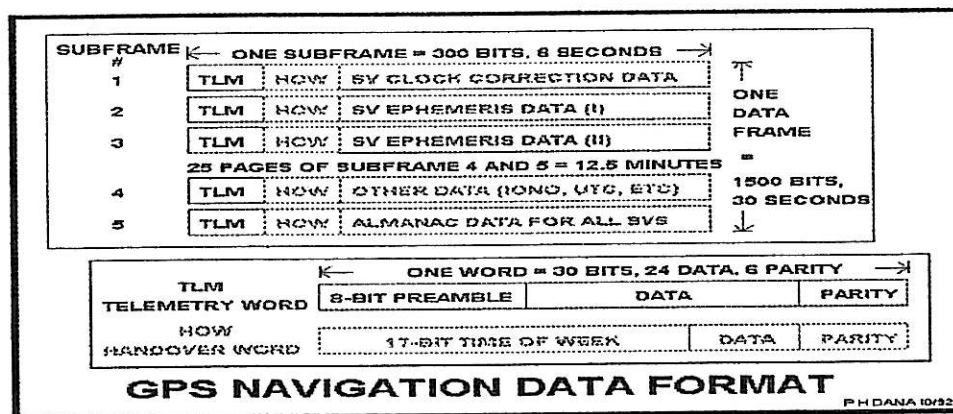 SUBFRAME #
ONE SUBFRAME = 300 BITS, 6 SECONDS
1 TLM HOW SV CLOCK CORRECTION DATA
2 TLM HOW SV EPHEMERIS DATA (I)
3 TLM HOW SV EPHEMERIS DATA (II)
25 PAGES OF SUBFRAME 4 AND 5 = 12.5 MINUTES
4 TLM HOW OTHER DATA (IONO, UTC, ETC)
5 TLM HOW ALMANAC DATA FOR ALL SVS
ONE
DATA
FRAME
=
1500 BITS,
30 SECONDS
ONE WORD = 30 BITS, 24 DATA, 6 PARITY
TLM
TELEMETRY WORD
8-BIT PREAMBLE DATA PARITY
HOW
HANDOVER WORD
17-BIT TIME OF WEEK DATA PARITY
GPS NAVIGATION DATA FORMAT
P H DANA 10/92